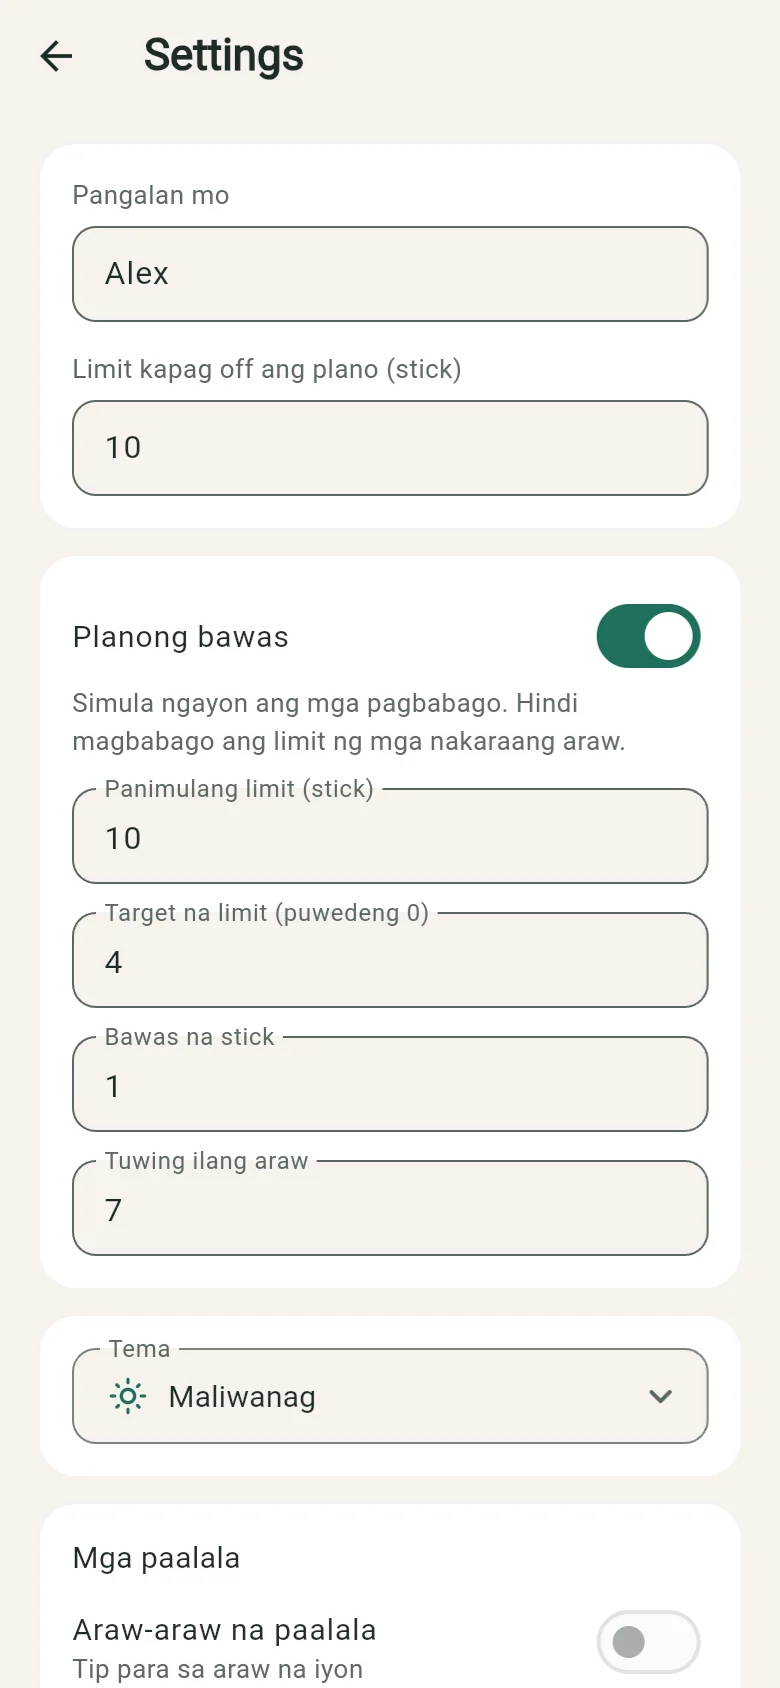 Settings
Pangalan mo
Alex
Limit kapag off ang plano (stick)
10
Planong bawas
Simula ngayon ang mga pagbabago. Hindi
magbabago ang limit ng mga nakaraang araw.
Panimulang limit (stick)
10
Target na limit (puwedeng 0)
4
Bawas na stick
1
Tuwing ilang araw
7
Tema
Maliwanag
Mga paalala
Araw-araw na paalala
Tip para sa araw na iyon